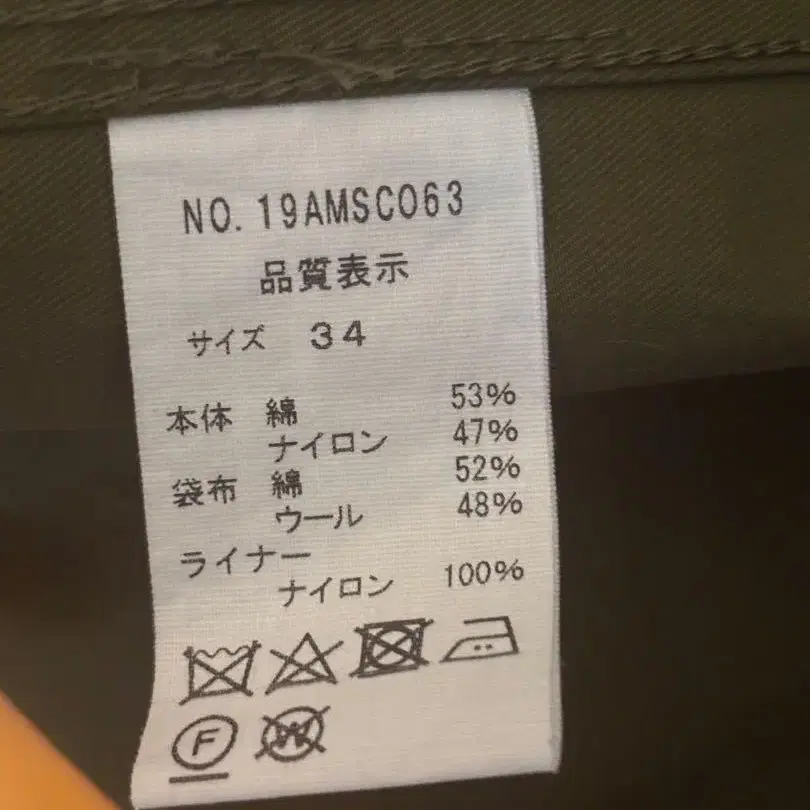 NO. 19AMSC063
品質表示
サイズ 34
本体 綿 53%
ナイロン 47%
袋布 綿 52%
ウール 48%
ライナー
ナイロン 100%
F W